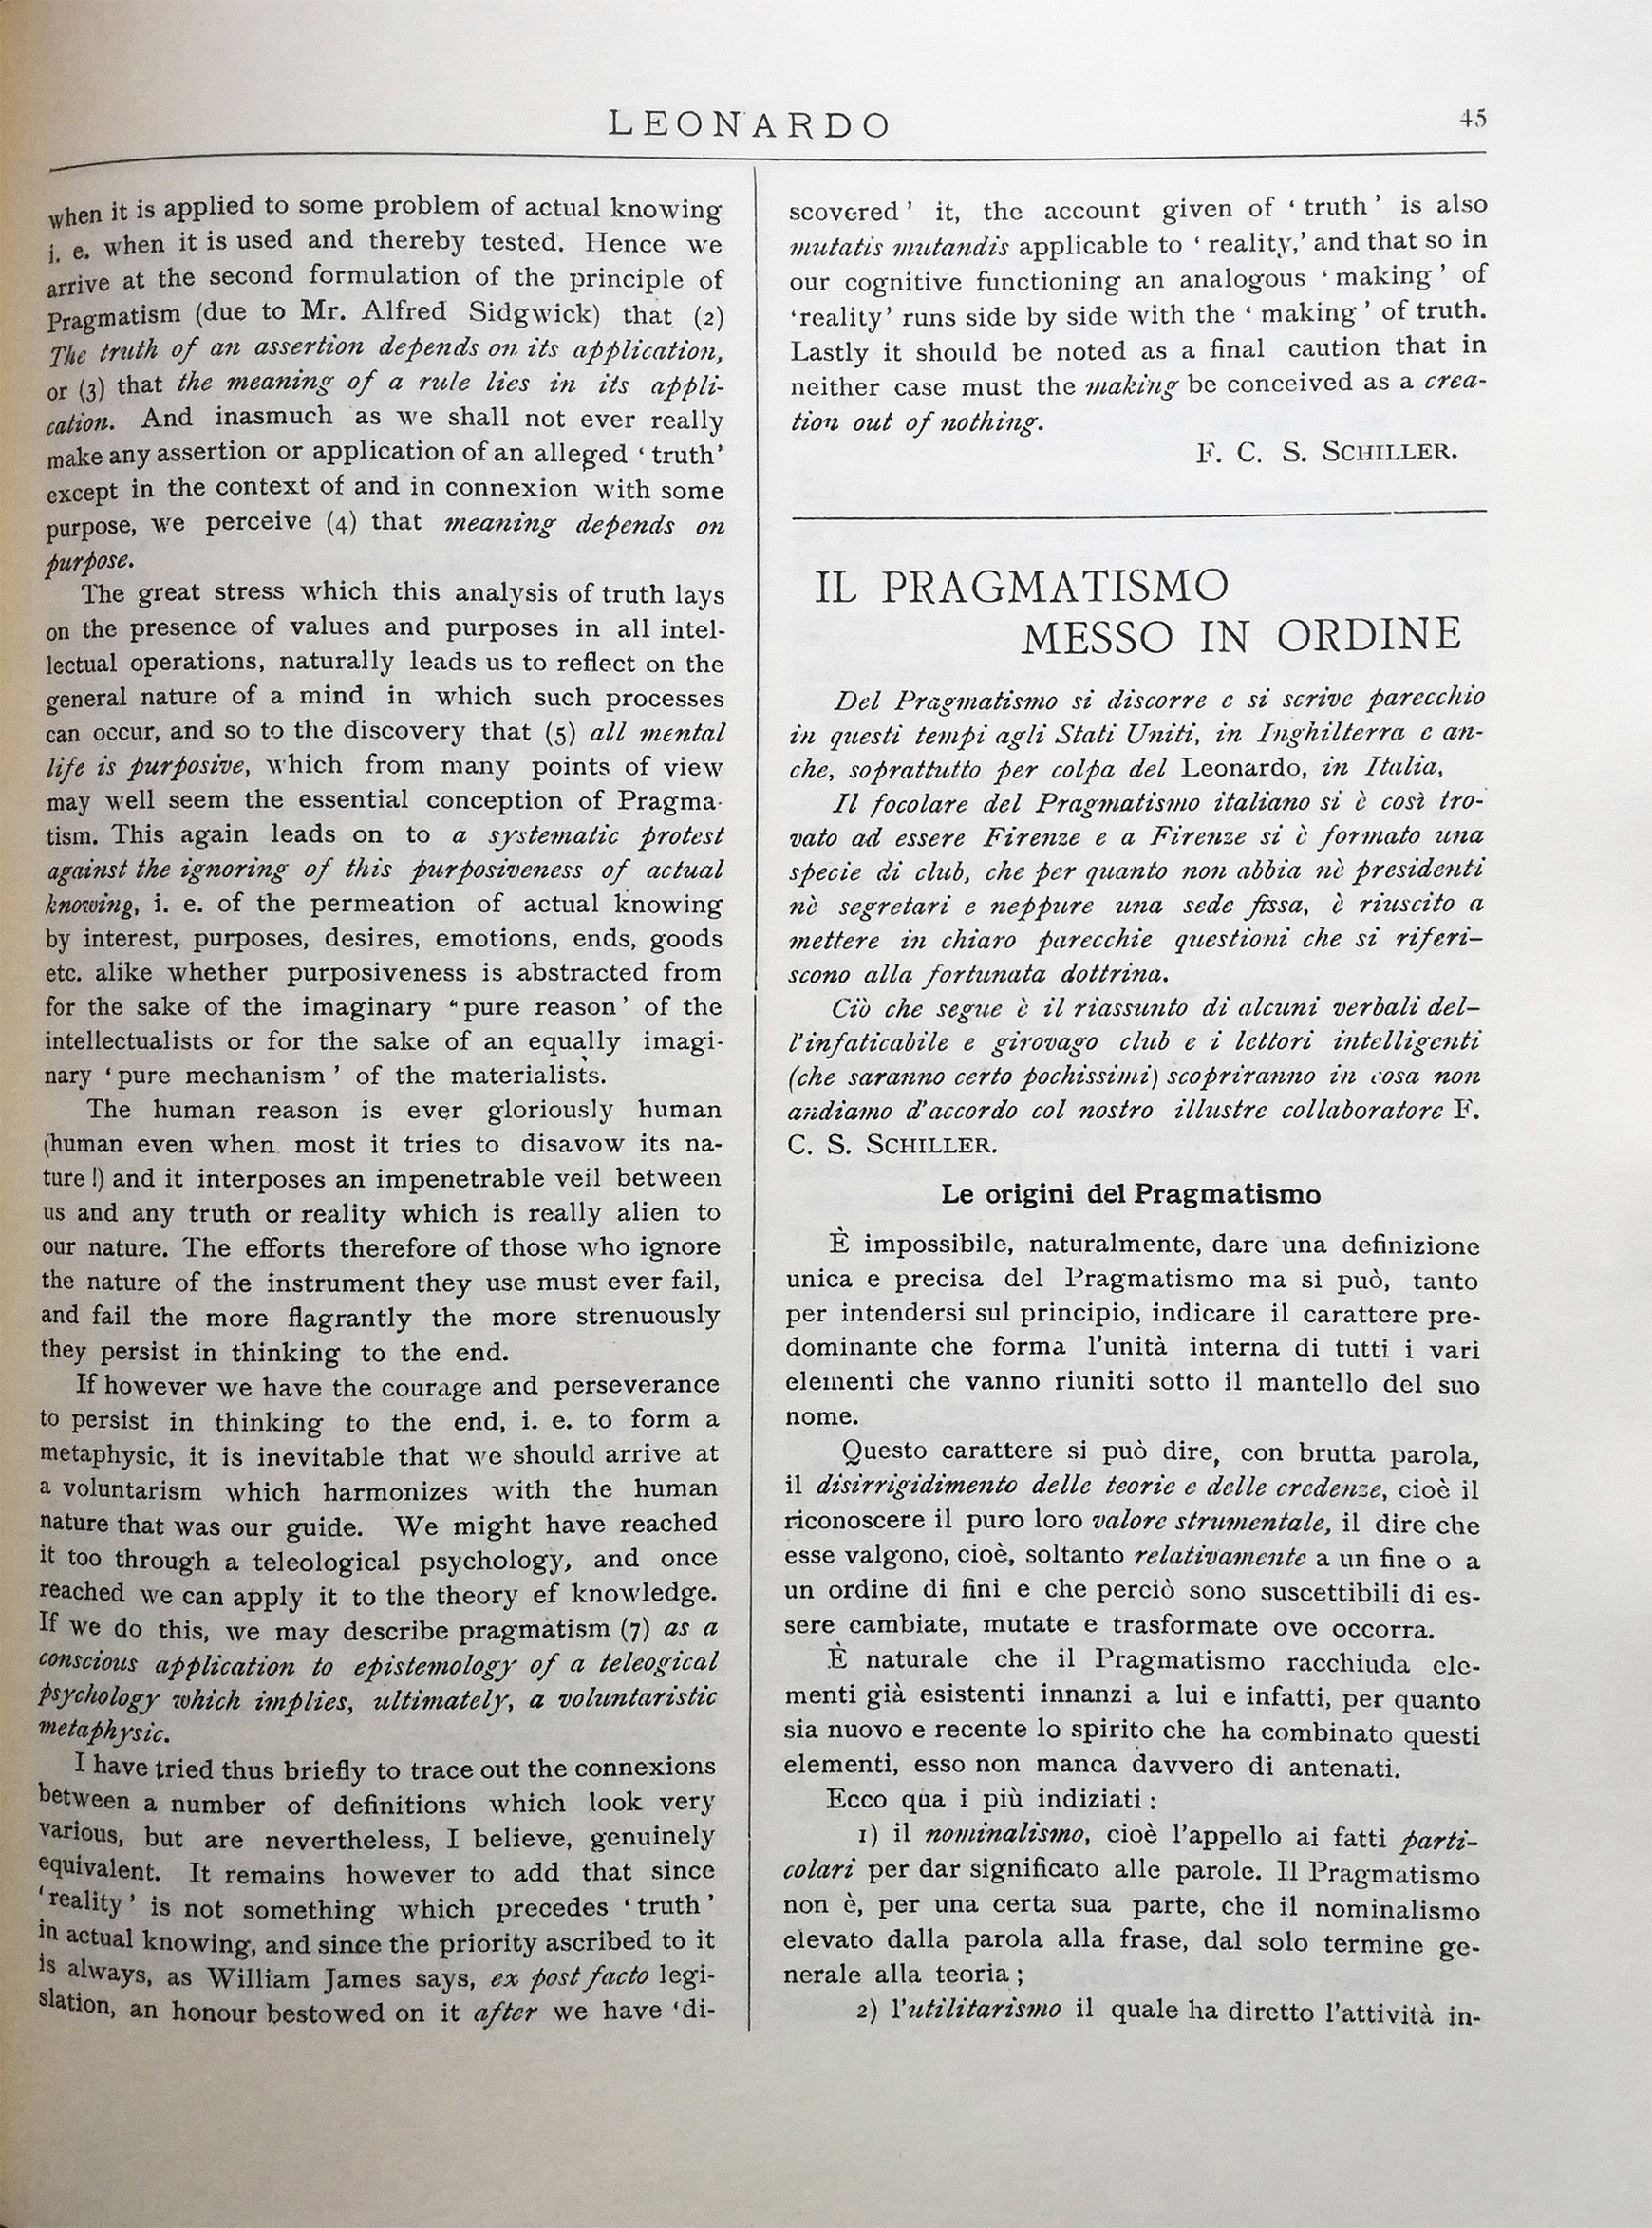 LEONARDO
45
when it is applied to some problem of actual knowing
i. e. when it is used and thereby tested. Hence we
arrive at the second formulation of the principle of
Pragmatism (due to Mr. Alfred Sidgwick) that (2)
The truth of an assertion depends on its application,
or (3) that the meaning of a rule lies in its appli-
cation. And inasmuch as we shall not ever really
make any assertion or application of an alleged ‘ truth’
except in the context of and in connexion with some
purpose, we perceive (4) that meaning depends on
purpose.
The great stress which this analysis of truth lays
on the presence of values and purposes in all intel-
lectual operations, naturally leads us to reflect on the
general nature of a mind in which such processes
can occur, and so to the discovery that (5) all mental
life is purposive, which from many points of view
may well seem the essential conception of Pragma-
tism. This again leads on to a systematic protest
against the ignoring of this purposiveness of actual
knowing, i. e. of the permeation of actual knowing
by interest, purposes, desires, emotions, ends, goods
etc. alike whether purposiveness is abstracted from
for the sake of the imaginary “ pure reason ’ of the
intellectualists or for the sake of an equally imagi-
nary ‘ pure mechanism ’ of the materialists.
The human reason is ever gloriously human
(human even when most it tries to disavow its na-
ture !) and it interposes an impenetrable veil between
us and any truth or reality which is really alien to
our nature. The efforts therefore of those who ignore
the nature of the instrument they use must ever fail,
and fail the more flagrantly the more strenuously
they persist in thinking to the end.
If however we have the courage and perseverance
to persist in thinking to the end, i. e. to form a
metaphysic, it is inevitable that we should arrive at
a voluntarism which harmonizes with the human
nature that was our guide. We might have reached
it too through a teleological psychology, and once
reached we can apply it to the theory ef knowledge.
If we do this, we may describe pragmatism (7) as a
conscious application to epistemology of a teleogical
psychology which implies, ultimately, a voluntaristic
metaphysic.
I have tried thus briefly to trace out the connexions
between a number of definitions which look very
various, but are nevertheless, I believe, genuinely
equivalent. It remains however to add that since
‘reality ’ is not something which precedes ‘ truth ’
in actual knowing, and since the priority ascribed to it
is always, as William James says, ex post facto legi-
slation, an honour bestowed on it after we have ‘di-
scovered ’ it, the account given of ‘ truth ’ is also
mutatis mutandis applicable to ‘ reality,’ and that so in
our cognitive functioning an analogous ‘ making ’ of
‘reality’ runs side by side with the ‘ making ’ of truth.
Lastly it should be noted as a final caution that in
neither case must the making be conceived as a crea-
tion out of nothing.
F. C. S. SCHILLER.
IL PRAGMATISMO
MESSO IN ORDINE
Del Pragmatismo si discorre e si scrive parecchio
in questi tempi agli Stati Uniti, in Inghilterra e an-
che, soprattutto per colpa del Leonardo, in Italia,
Il focolare del Pragmatismo italiano si è così tro-
vato ad essere Firenze e a Firenze si è formato una
specie di club, che per quanto non abbia nè presidenti
nè segretari e neppure una sede fissa, è riuscito a
mettere in chiaro parecchie questioni che si riferi-
scono alla fortunata dottrina.
Ciò che segue è il riassunto di alcuni verbali del-
l’infaticabile e girovago club e i lettori intelligenti
(che saranno certo pochissimi) scopriranno in cosa non
andiamo d’accordo col nostro illustre collaboratore F.
C. S. SCHILLER.
Le origini del Pragmatismo
È impossibile, naturalmente, dare una definizione
unica e precisa del Pragmatismo ma si può, tanto
per intendersi sul principio, indicare il carattere pre-
dominante che forma l’unità interna di tutti i vari
elementi che vanno riuniti sotto il mantello del suo
nome.
Questo carattere si può dire, con brutta parola,
il disirrigidimento delle teorie e delle credenze, cioè il
riconoscere il puro loro valore strumentale, il dire che
esse valgono, cioè, soltanto relativamente a un fine o a
un ordine di fini e che perciò sono suscettibili di es-
sere cambiate, mutate e trasformate ove occorra.
È naturale che il Pragmatismo racchiuda ele-
menti già esistenti innanzi a lui e infatti, per quanto
sia nuovo e recente lo spirito che ha combinato questi
elementi, esso non manca davvero di antenati.
Ecco qua i più indiziati :
1) il nominalismo, cioè l’appello ai fatti parti-
colari per dar significato alle parole. Il Pragmatismo
non è, per una certa sua parte, che il nominalismo
elevato dalla parola alla frase, dal solo termine ge-
nerale alla teoria ;
2) l’utilitarismo il quale ha diretto l’attività in-